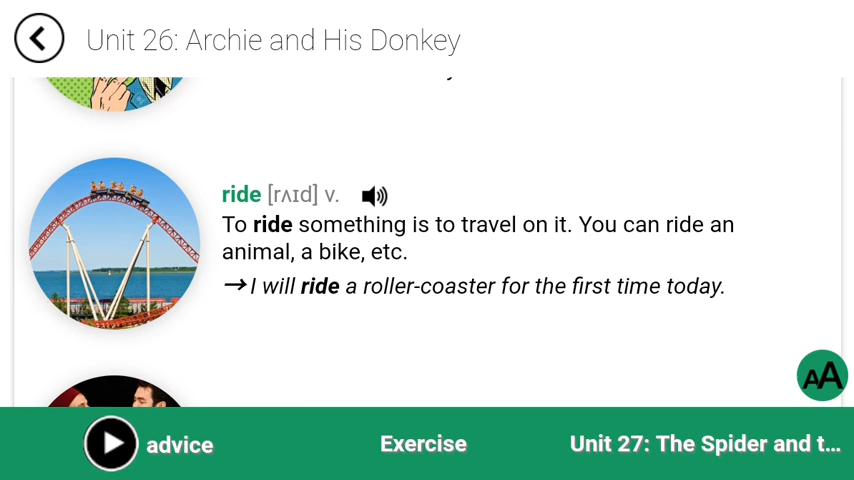 Unit 26: Archie and His Donkey
ride [rʌɪd] v.
To ride something is to travel on it. You can ride an
animal, a bike, etc.
→ I will ride a roller-coaster for the first time today.
AA
advice
Exercise
Unit 27: The Spider and t...